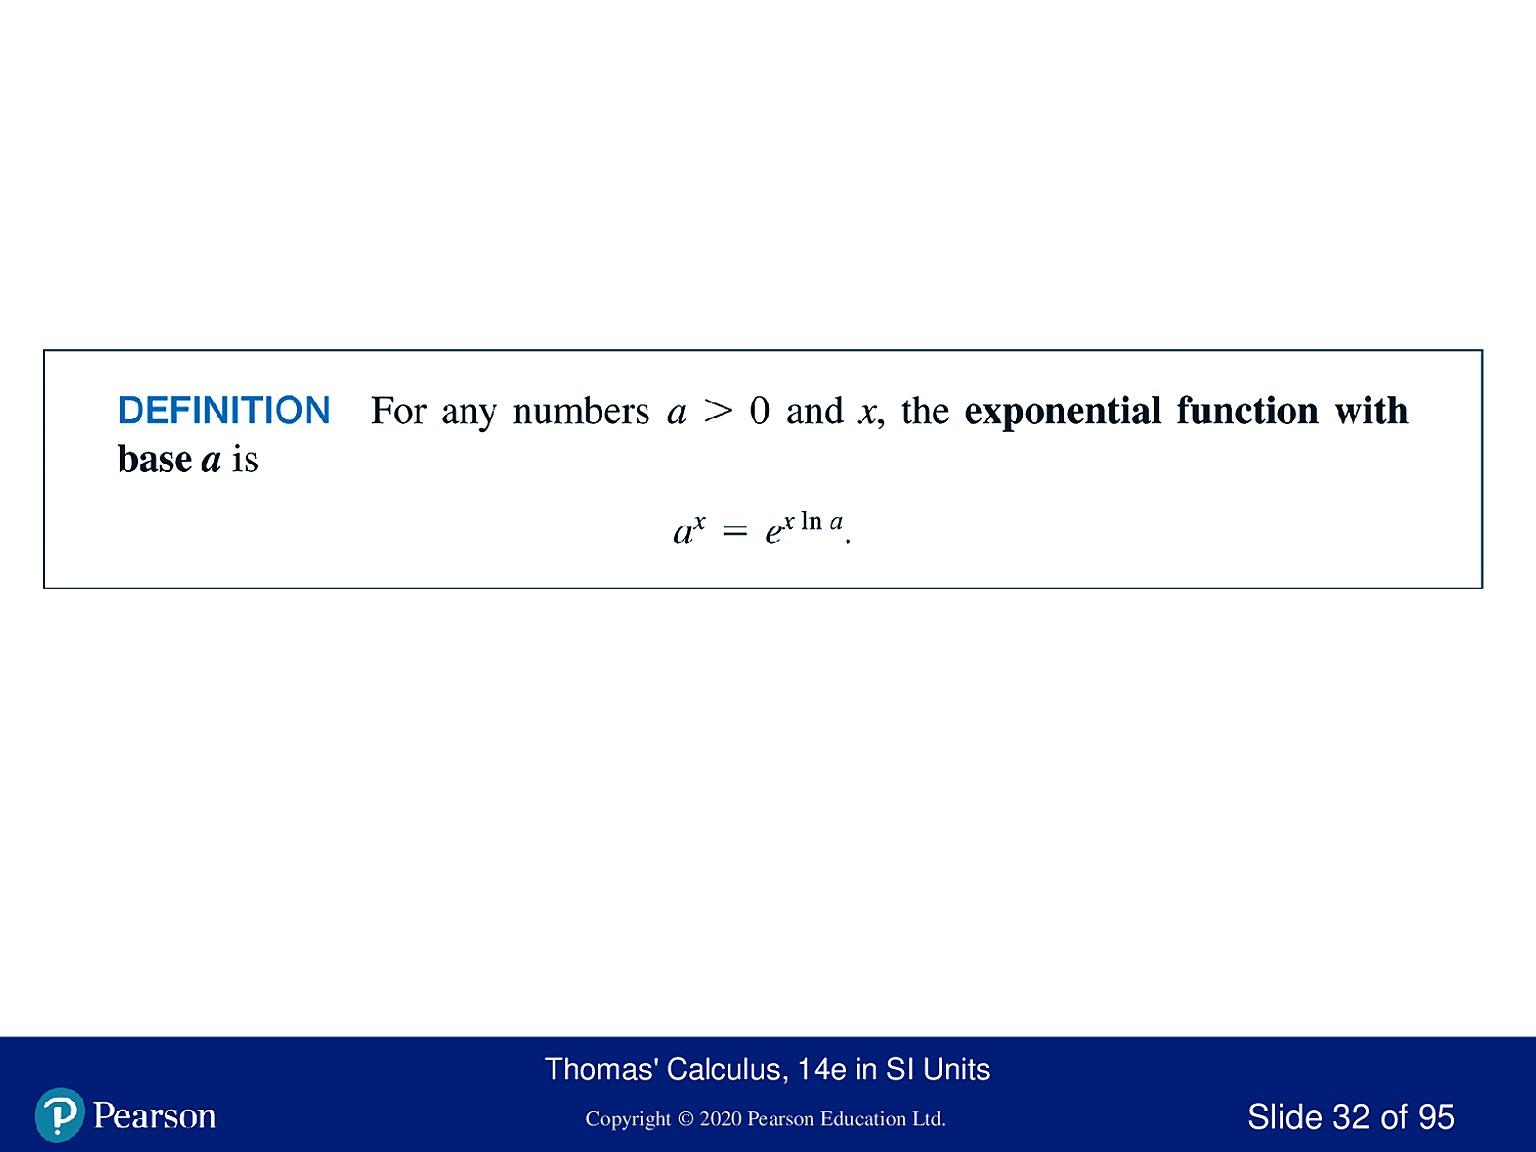 DEFINITION For any numbers a > 0 and x, the exponential function with
base a is
aˣ = e^{x ln a}.
Thomas' Calculus, 14e in SI Units
Pearson
Copyright © 2020 Pearson Education Ltd.
Slide 32 of 95